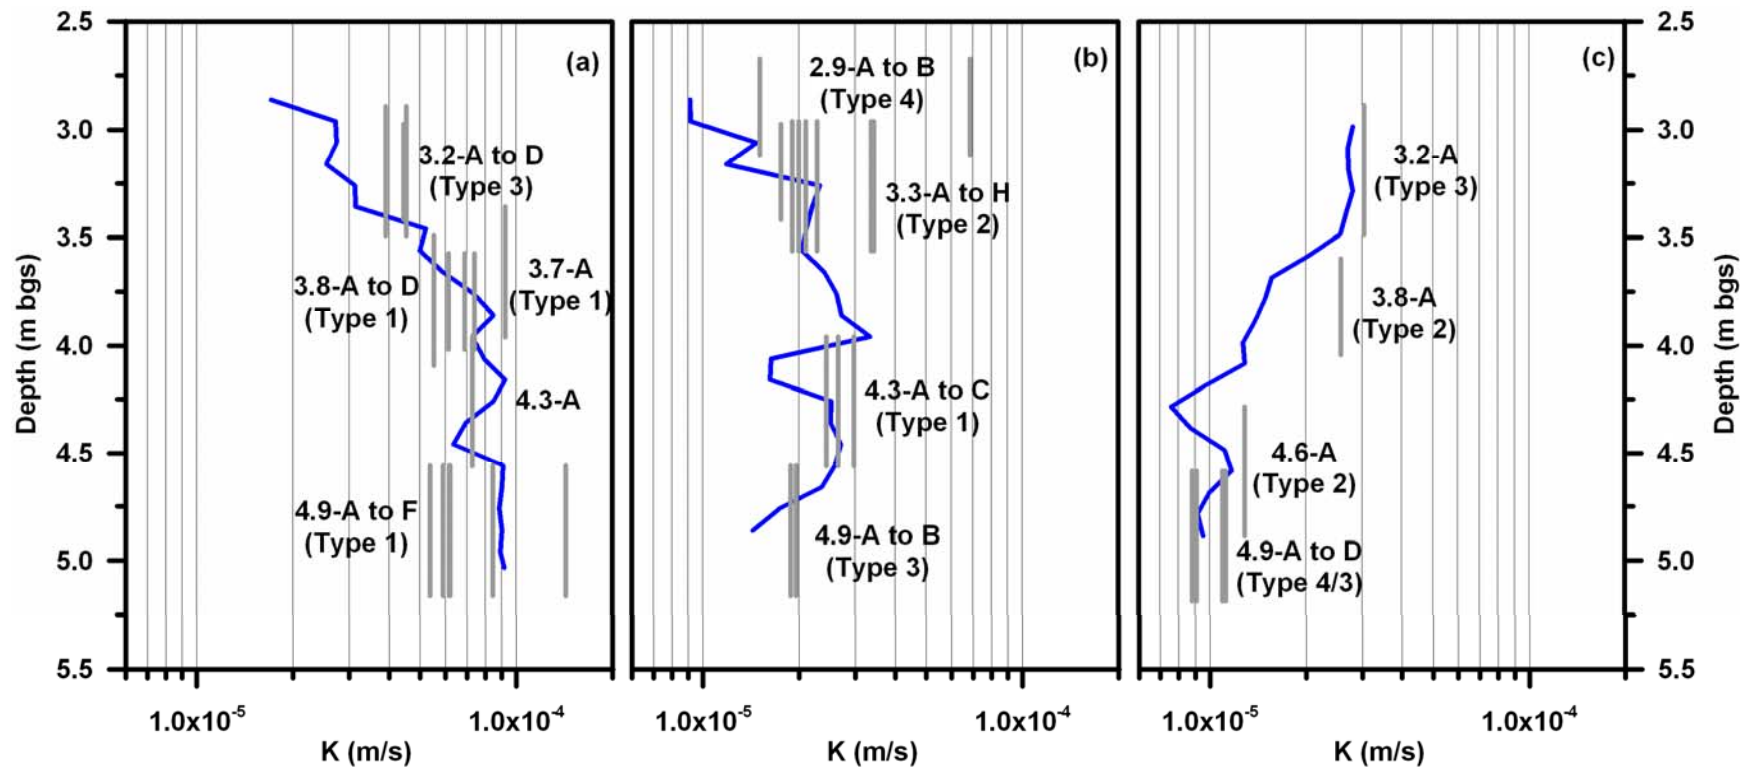 2.5
3.0
3.5
4.0
4.5
5.0
5.5
Depth (m bgs)
(a)
3.2-A to D
(Type 3)
3.7-A
(Type 1)
3.8-A to D
(Type 1)
4.3-A
4.9-A to F
(Type 1)
1.0x10-5
1.0x10-4
K (m/s)
(b)
2.9-A to B
(Type 4)
3.3-A to H
(Type 2)
4.3-A to C
(Type 1)
4.9-A to B
(Type 3)
1.0x10-5
1.0x10-4
K (m/s)
(c)
3.2-A
(Type 3)
3.8-A
(Type 2)
4.6-A
(Type 2)
4.9-A to D
(Type 4/3)
1.0x10-5
1.0x10-4
K (m/s)
2.5
3.0
3.5
4.0
4.5
5.0
5.5
Depth (m bgs)